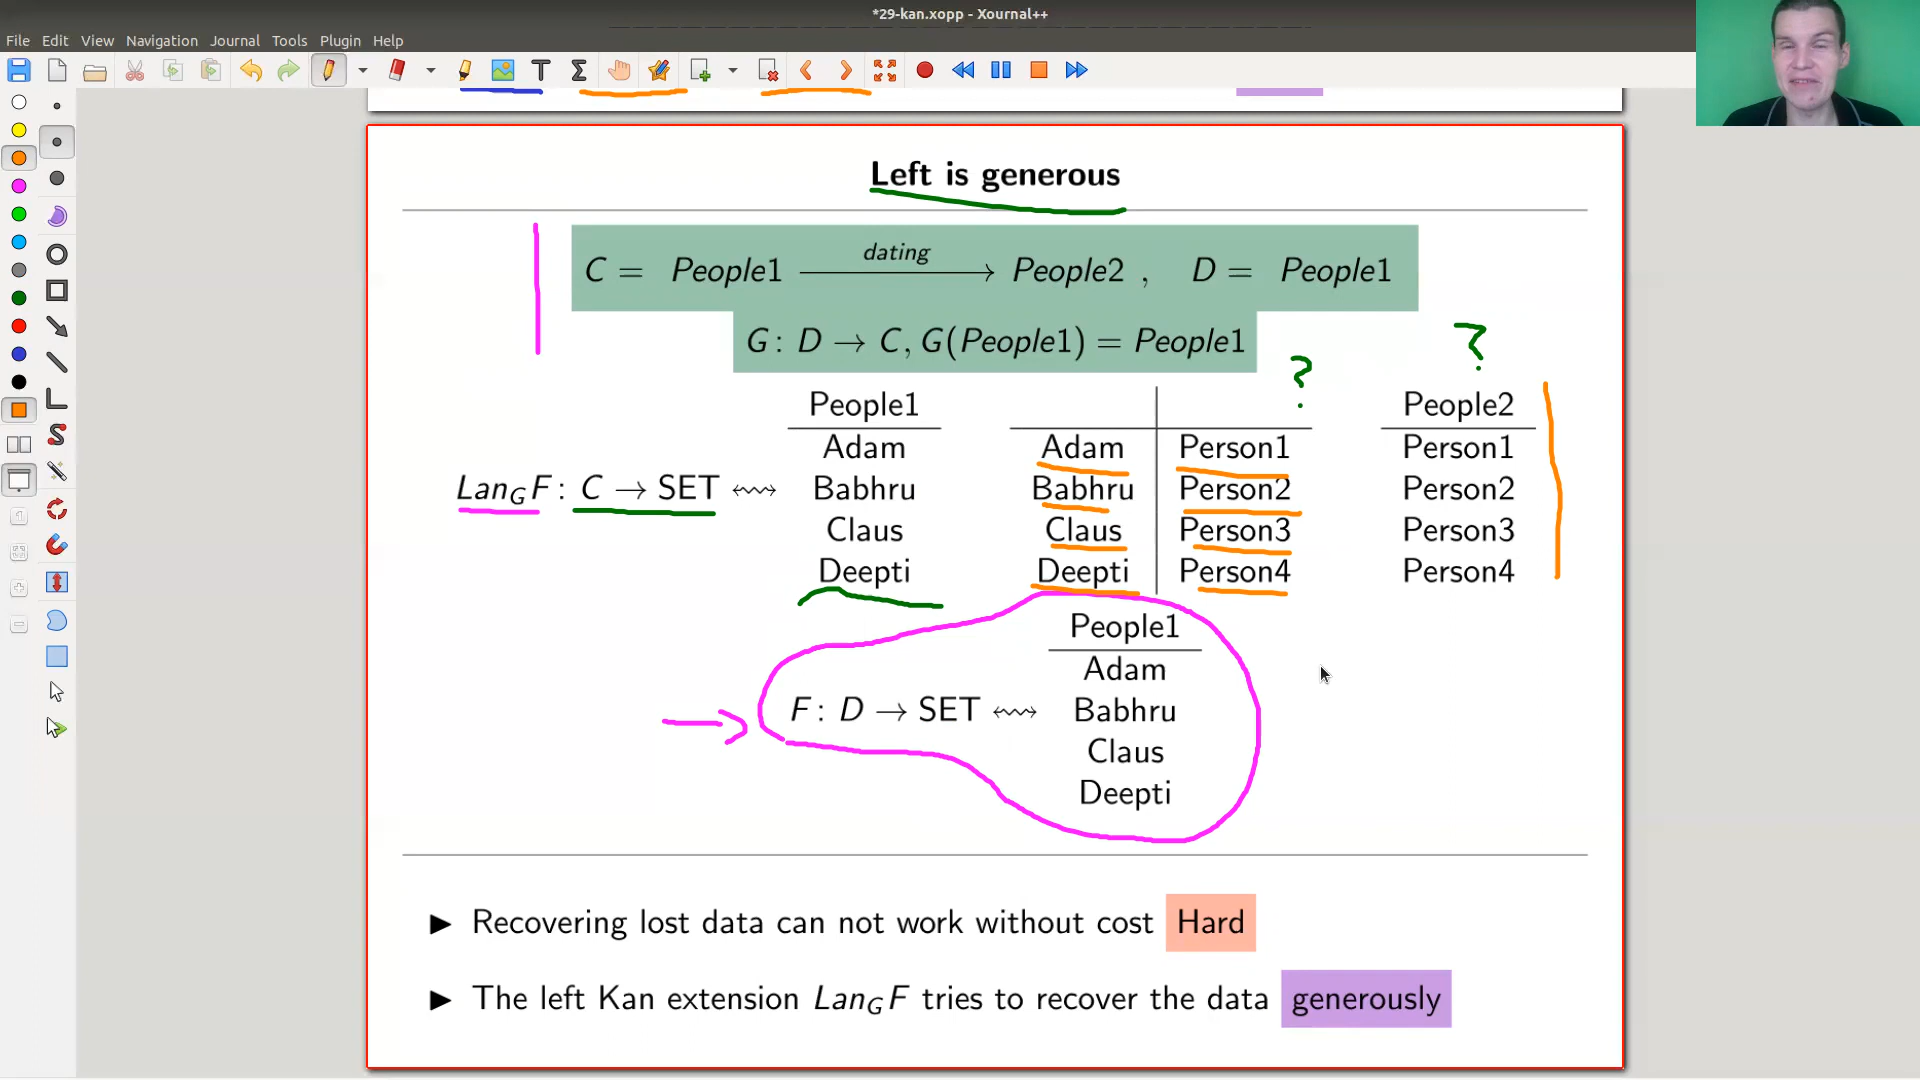 *29-kan.xopp - Xournal++
File Edit View Navigation Journal Tools Plugin Help
Left is generous
C = People1 dating → People2 , D = People1
G : D → C, G(People1) = People1
? ?
People1 People2
Adam Adam Person1 Person1
LanGF : C → SET ⇝ Babhru Babhru Person2 Person2
Claus Claus Person3 Person3
Deepti Deepti Person4 Person4
People1
Adam
F : D → SET ⇝ Babhru
Claus
Deepti
▶ Recovering lost data can not work without cost Hard
▶ The left Kan extension LanGF tries to recover the data generously